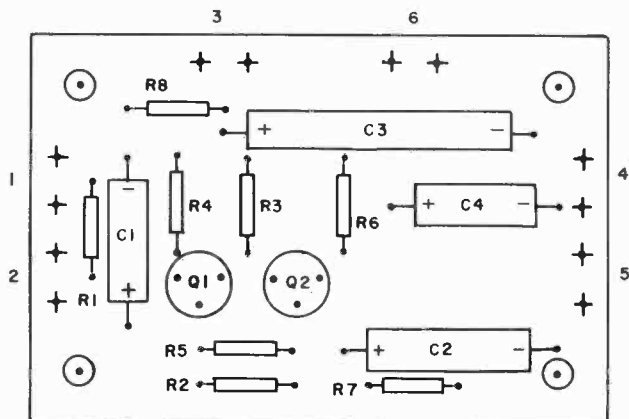 3 6
R8
+ C3 -
1 4
R4 R3 R6 + C4 -
- C1 +
2 Q1 Q2 5
R1
R5 + C2 -
R2 R7